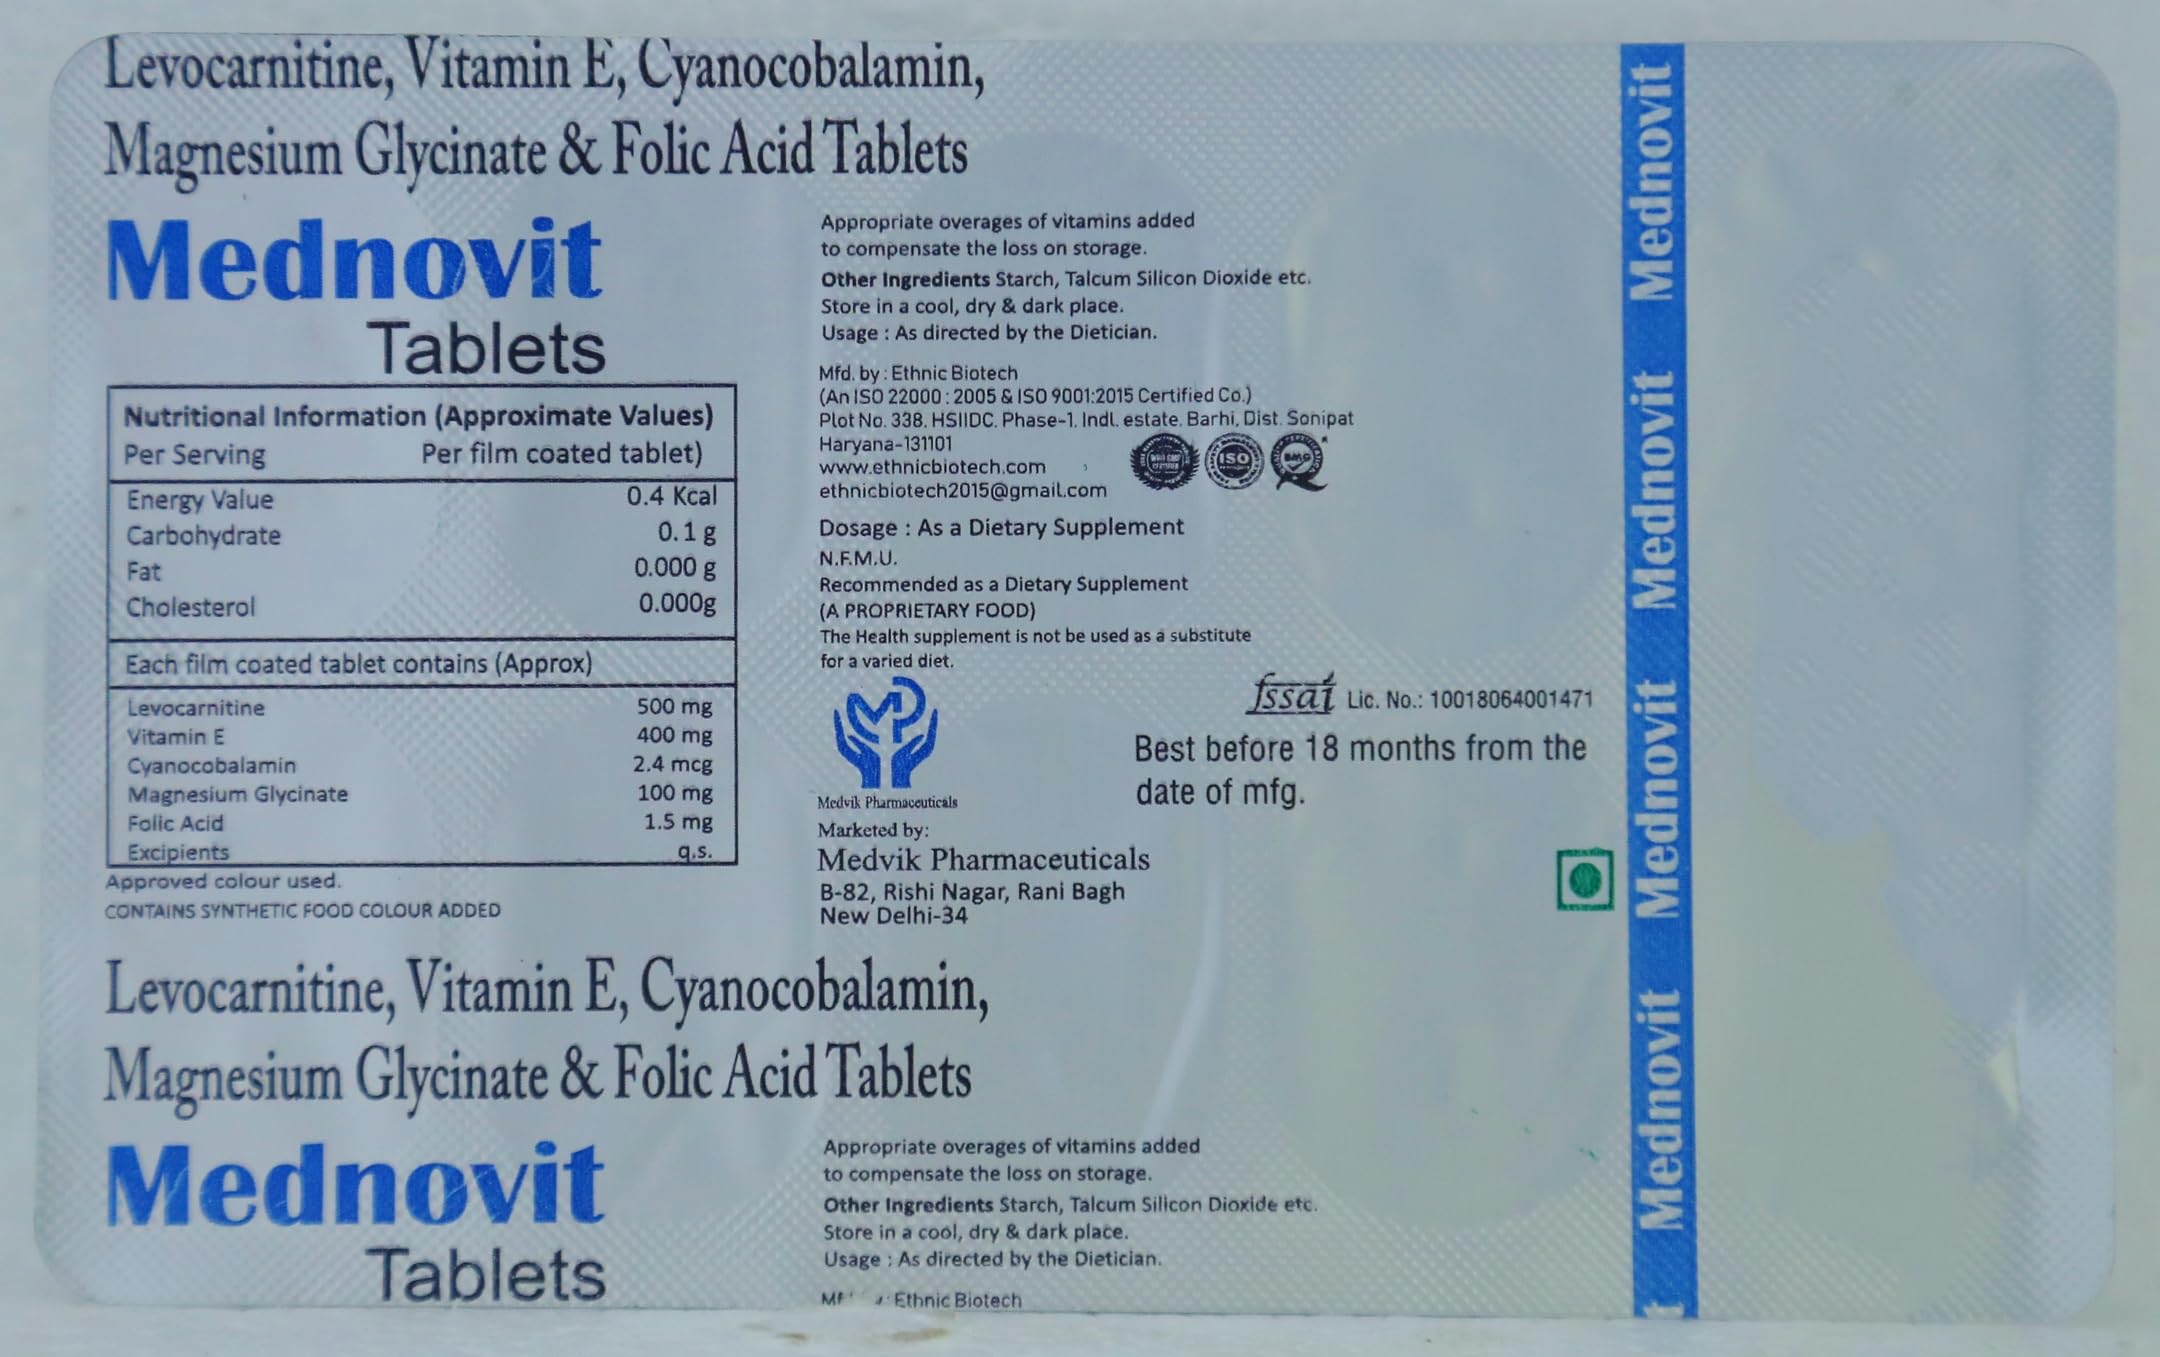 Levocarnitine, Vitamin E, Cyanocobalamin,
Magnesium Glycinate & Folic Acid Tablets
Mednovit
Tablets
Nutritional Information (Approximate Values)
Per Serving Per film coated tablet)
Energy Value 0.4 Kcal
Carbohydrate 0.1 g
Fat 0.000 g
Cholesterol 0.000g
Each film coated tablet contains (Approx)
Levocarnitine 500 mg
Vitamin E 400 mg
Cyanocobalamin 2.4 mcg
Magnesium Glycinate 100 mg
Folic Acid 1.5 mg
Excipients q.s.
Approved colour used.
CONTAINS SYNTHETIC FOOD COLOUR ADDED
Appropriate overages of vitamins added
to compensate the loss on storage.
Other Ingredients Starch, Talcum Silicon Dioxide etc.
Store in a cool, dry & dark place.
Usage : As directed by the Dietician.
Mfd. by : Ethnic Biotech
(An ISO 22000 : 2005 & ISO 9001:2015 Certified Co.)
Plot No. 338, HSIIDC, Phase-1, Indl. estate, Barhi, Dist. Sonipat
Haryana-131101
www.ethnicbiotech.com
ethnicbiotech2015@gmail.com
ISO
Dosage : As a Dietary Supplement
N.F.M.U.
Recommended as a Dietary Supplement
(A PROPRIETARY FOOD)
The Health supplement is not be used as a substitute
for a varied diet.
fssai Lic. No.: 10018064001471
Best before 18 months from the
date of mfg.
Medvik Pharmaceuticals
Marketed by:
Medvik Pharmaceuticals
B-82, Rishi Nagar, Rani Bagh
New Delhi-34
Levocarnitine, Vitamin E, Cyanocobalamin,
Magnesium Glycinate & Folic Acid Tablets
Mednovit
Tablets
Appropriate overages of vitamins added
to compensate the loss on storage.
Other Ingredients Starch, Talcum Silicon Dioxide etc.
Store in a cool, dry & dark place.
Usage : As directed by the Dietician.
Ethnic Biotech
Mednovit Mednovit Mednovit Mednovit